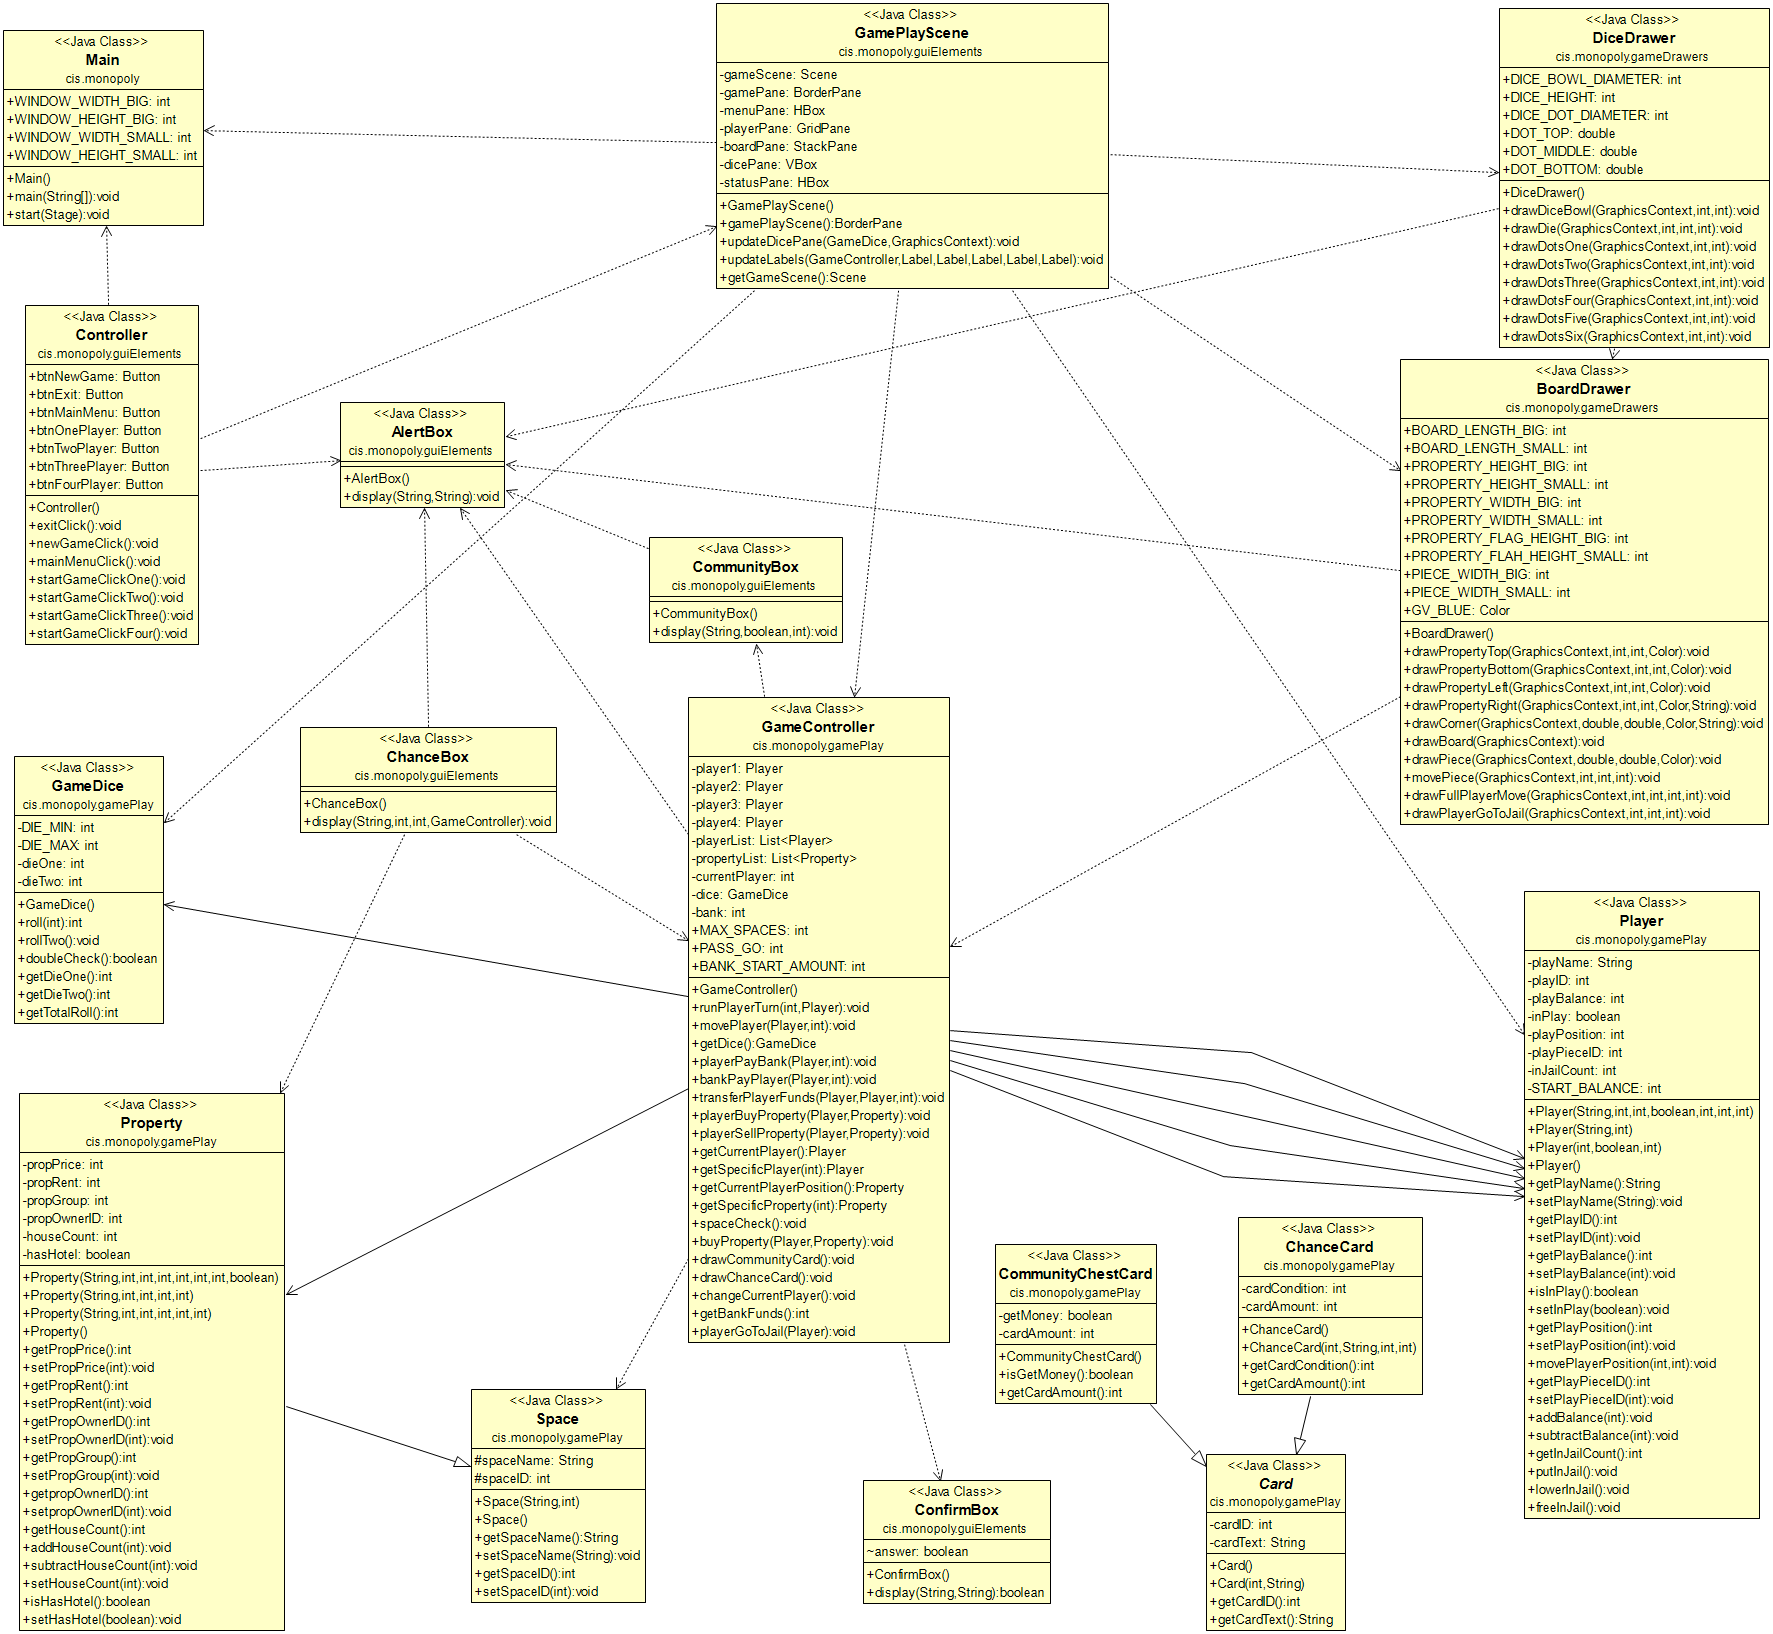 <<Java Class>>
Main
cis.monopoly
+WINDOW_WIDTH_BIG: int
+WINDOW_HEIGHT_BIG: int
+WINDOW_WIDTH_SMALL: int
+WINDOW_HEIGHT_SMALL: int
+Main()
+main(String[]):void
+start(Stage):void
<<Java Class>>
GamePlayScene
cis.monopoly.guiElements
-gameScene: Scene
-gamePane: BorderPane
-menuPane: HBox
-playerPane: GridPane
-boardPane: StackPane
-dicePane: VBox
-statusPane: HBox
+GamePlayScene()
+gamePlayScene():BorderPane
+updateDicePane(GameDice,GraphicsContext):void
+updateLabels(GameController,Label,Label,Label,Label,Label):void
+getGameScene():Scene
<<Java Class>>
DiceDrawer
cis.monopoly.gameDrawers
+DICE_BOWL_DIAMETER: int
+DICE_HEIGHT: int
+DICE_DOT_DIAMETER: int
+DOT_TOP: double
+DOT_MIDDLE: double
+DOT_BOTTOM: double
+DiceDrawer()
+drawDiceBowl(GraphicsContext,int,int):void
+drawDie(GraphicsContext,int,int,int):void
+drawDotsOne(GraphicsContext,int,int):void
+drawDotsTwo(GraphicsContext,int,int):void
+drawDotsThree(GraphicsContext,int,int):void
+drawDotsFour(GraphicsContext,int,int):void
+drawDotsFive(GraphicsContext,int,int):void
+drawDotsSix(GraphicsContext,int,int):void
<<Java Class>>
Controller
cis.monopoly.guiElements
+btnNewGame: Button
+btnExit: Button
+btnMainMenu: Button
+btnOnePlayer: Button
+btnTwoPlayer: Button
+btnThreePlayer: Button
+btnFourPlayer: Button
+Controller()
+exitClick():void
+newGameClick():void
+mainMenuClick():void
+startGameClickOne():void
+startGameClickTwo():void
+startGameClickThree():void
+startGameClickFour():void
<<Java Class>>
AlertBox
cis.monopoly.guiElements
+AlertBox()
+display(String,String):void
<<Java Class>>
BoardDrawer
cis.monopoly.gameDrawers
+BOARD_LENGTH_BIG: int
+BOARD_LENGTH_SMALL: int
+PROPERTY_HEIGHT_BIG: int
+PROPERTY_HEIGHT_SMALL: int
+PROPERTY_WIDTH_BIG: int
+PROPERTY_WIDTH_SMALL: int
+PROPERTY_FLAG_HEIGHT_BIG: int
+PROPERTY_FLAH_HEIGHT_SMALL: int
+PIECE_WIDTH_BIG: int
+PIECE_WIDTH_SMALL: int
+GV_BLUE: Color
+BoardDrawer()
+drawPropertyTop(GraphicsContext,int,int,Color):void
+drawPropertyBottom(GraphicsContext,int,int,Color):void
+drawPropertyLeft(GraphicsContext,int,int,Color):void
+drawPropertyRight(GraphicsContext,int,int,Color,String):void
+drawCorner(GraphicsContext,double,double,Color,String):void
+drawBoard(GraphicsContext):void
+drawPiece(GraphicsContext,double,double,Color):void
+movePiece(GraphicsContext,int,int,int):void
+drawFullPlayerMove(GraphicsContext,int,int,int,int):void
+drawPlayerGoToJail(GraphicsContext,int,int,int):void
<<Java Class>>
CommunityBox
cis.monopoly.guiElements
+CommunityBox()
+display(String,boolean,int):void
<<Java Class>>
ChanceBox
cis.monopoly.guiElements
+ChanceBox()
+display(String,int,int,GameController):void
<<Java Class>>
GameDice
cis.monopoly.gamePlay
-DIE_MIN: int
-DIE_MAX: int
-dieOne: int
-dieTwo: int
+GameDice()
+roll(int):int
+rollTwo():void
+doubleCheck():boolean
+getDieOne():int
+getDieTwo():int
+getTotalRoll():int
<<Java Class>>
GameController
cis.monopoly.gamePlay
-player1: Player
-player2: Player
-player3: Player
-player4: Player
-playerList: List<Player>
-propertyList: List<Property>
-currentPlayer: int
-dice: GameDice
-bank: int
+MAX_SPACES: int
+PASS_GO: int
+BANK_START_AMOUNT: int
+GameController()
+runPlayerTurn(int,Player):void
+movePlayer(Player,int):void
+getDice():GameDice
+playerPayBank(Player,int):void
+bankPayPlayer(Player,int):void
+transferPlayerFunds(Player,Player,int):void
+playerBuyProperty(Player,Property):void
+playerSellProperty(Player,Property):void
+getCurrentPlayer():Player
+getSpecificPlayer(int):Player
+getCurrentPlayerPosition():Property
+getSpecificProperty(int):Property
+spaceCheck():void
+buyProperty(Player,Property):void
+drawCommunityCard():void
+drawChanceCard():void
+changeCurrentPlayer():void
+getBankFunds():int
+playerGoToJail(Player):void
<<Java Class>>
Player
cis.monopoly.gamePlay
-playName: String
-playID: int
-playBalance: int
-inPlay: boolean
-playPosition: int
-playPieceID: int
-inJailCount: int
-START_BALANCE: int
+Player(String,int,int,boolean,int,int,int)
+Player(String,int)
+Player(int,boolean,int)
+Player()
+getPlayName():String
+setPlayName(String):void
+getPlayID():int
+setPlayID(int):void
+getPlayBalance():int
+setPlayBalance(int):void
+isInPlay():boolean
+setInPlay(boolean):void
+getPlayPosition():int
+setPlayPosition(int):void
+movePlayerPosition(int,int):void
+getPlayPieceID():int
+setPlayPieceID(int):void
+addBalance(int):void
+subtractBalance(int):void
+getInJailCount():int
+putInJail():void
+lowerInJail():void
+freeInJail():void
<<Java Class>>
Property
cis.monopoly.gamePlay
-propPrice: int
-propRent: int
-propGroup: int
-propOwnerID: int
-houseCount: int
-hasHotel: boolean
+Property(String,int,int,int,int,int,int,boolean)
+Property(String,int,int,int,int)
+Property(String,int,int,int,int,int)
+Property()
+getPropPrice():int
+setPropPrice(int):void
+getPropRent():int
+setPropRent(int):void
+getPropOwnerID():int
+setPropOwnerID(int):void
+getPropGroup():int
+setPropGroup(int):void
+getpropOwnerID():int
+setpropOwnerID(int):void
+getHouseCount():int
+addHouseCount(int):void
+subtractHouseCount(int):void
+setHouseCount(int):void
+isHasHotel():boolean
+setHasHotel(boolean):void
<<Java Class>>
Space
cis.monopoly.gamePlay
#spaceName: String
#spaceID: int
+Space(String,int)
+Space()
+getSpaceName():String
+setSpaceName(String):void
+getSpaceID():int
+setSpaceID(int):void
<<Java Class>>
CommunityChestCard
cis.monopoly.gamePlay
-getMoney: boolean
-cardAmount: int
+CommunityChestCard()
+isGetMoney():boolean
+getCardAmount():int
<<Java Class>>
ChanceCard
cis.monopoly.gamePlay
-cardCondition: int
-cardAmount: int
+ChanceCard()
+ChanceCard(int,String,int,int)
+getCardCondition():int
+getCardAmount():int
<<Java Class>>
ConfirmBox
cis.monopoly.guiElements
~answer: boolean
+ConfirmBox()
+display(String,String):boolean
<<Java Class>>
Card
cis.monopoly.gamePlay
-cardID: int
-cardText: String
+Card()
+Card(int,String)
+getCardID():int
+getCardText():String